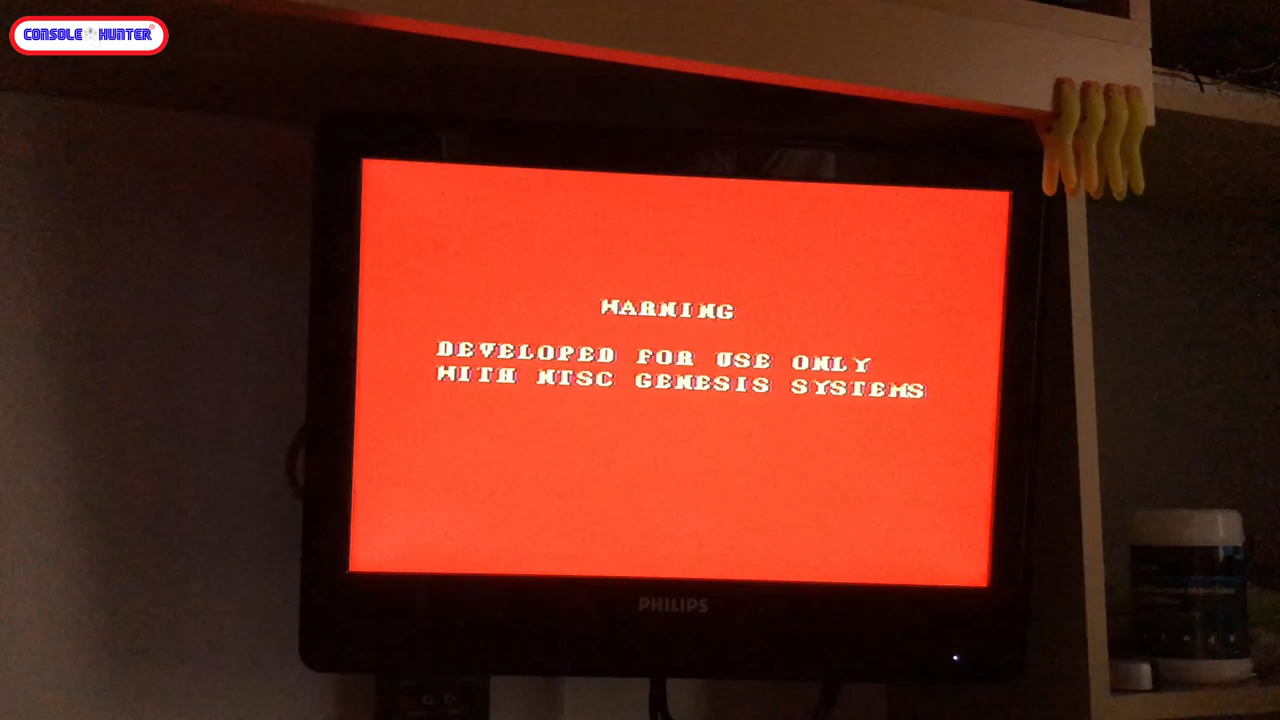 CONSOLE HUNTER
WARNING
DEVELOPED FOR USE ONLY
WITH NTSC GENESIS SYSTEMS
PHILIPS